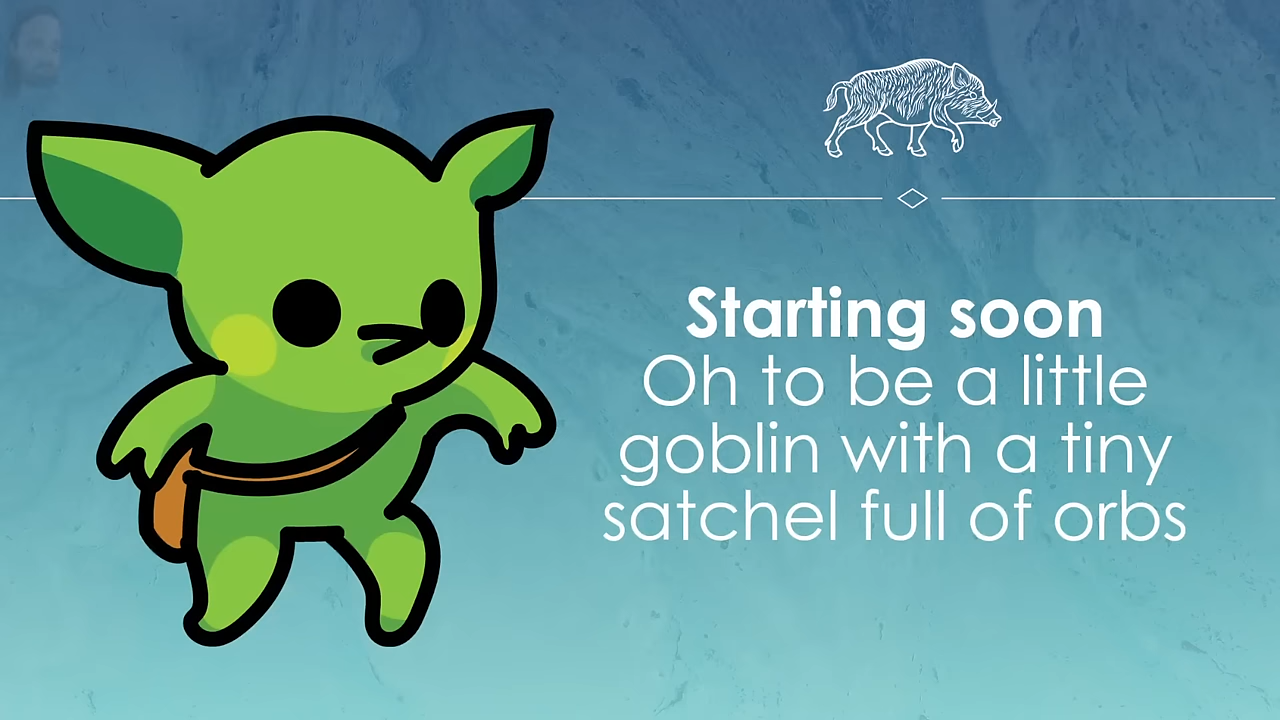 Starting soon
Oh to be a little
goblin with a tiny
satchel full of orbs